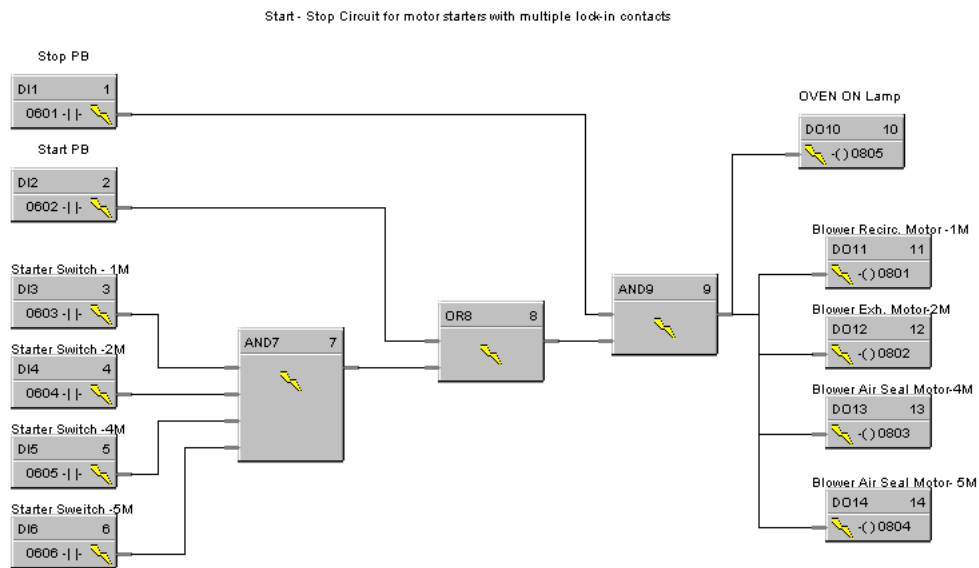 Start - Stop Circuit for motor starters with multiple lock-in contacts
Stop PB
DI1 1
0601 -| |-
Start PB
DI2 2
0602 -| |-
Starter Switch - 1M
DI3 3
0603 -| |-
Starter Switch -2M
DI4 4
0604 -| |-
Starter Switch -4M
DI5 5
0605 -| |-
Starter Sweitch -5M
DI6 6
0606 -| |-
AND7 7
OR8 8
AND9 9
OVEN ON Lamp
DO10 10
-( ) 0805
Blower Recirc. Motor -1M
DO11 11
-( ) 0801
Blower Exh. Motor-2M
DO12 12
-( ) 0802
Blower Air Seal Motor-4M
DO13 13
-( ) 0803
Blower Air Seal Motor- 5M
DO14 14
-( ) 0804